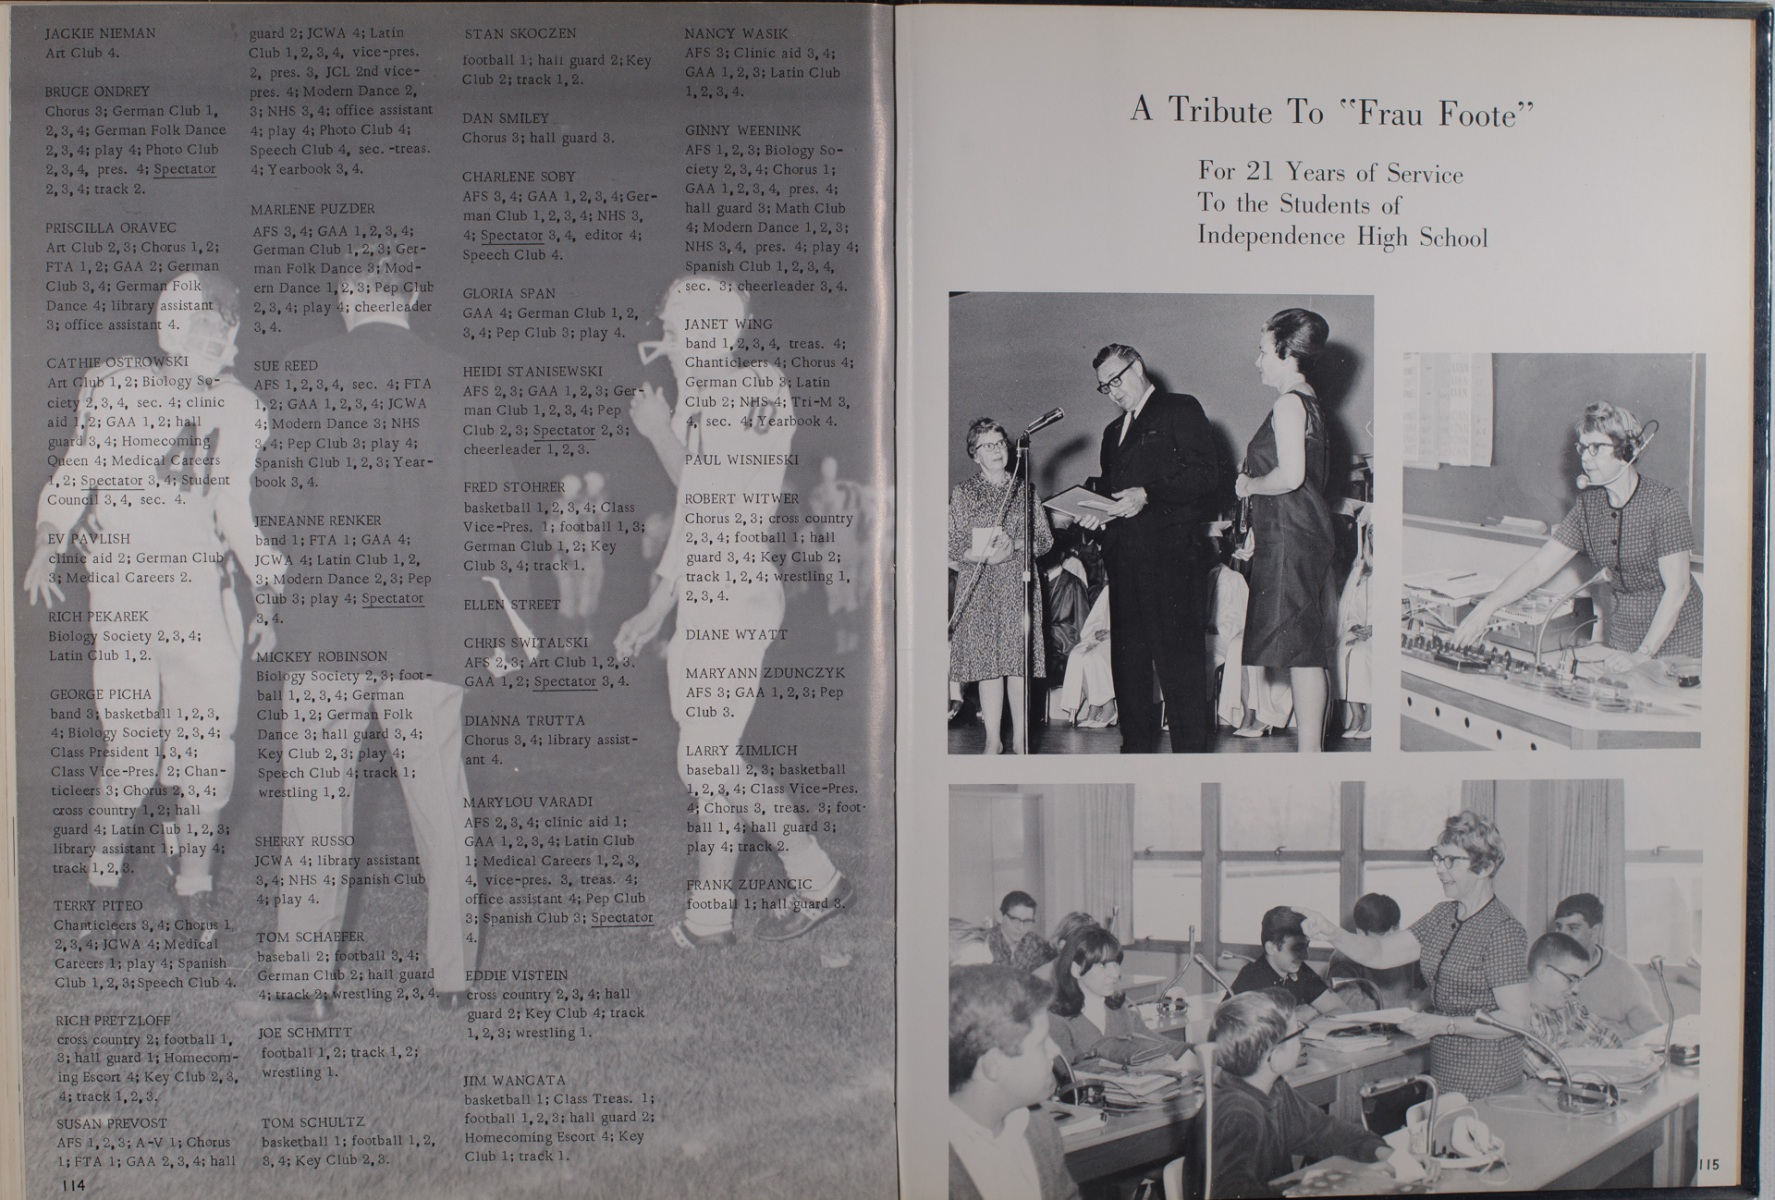 JACKIE NIEMAN
Art Club 4.
BRUCE ONDREY
Chorus 3; German Club 1,
2, 3, 4; German Folk Dance
2, 3, 4; play 4; Photo Club
2, 3, 4, pres. 4; Spectator
2, 3, 4; track 2.
PRISCILLA ORAVEC
Art Club 2, 3; Chorus 1, 2;
FTA 1, 2; GAA 2; German
Club 3, 4; German Folk
Dance 4; library assistant
3; office assistant 4.
CATHIE OSTROWSKI
Art Club 1, 2; Biology So-
ciety 2, 3, 4, sec. 4; clinic
aid 1, 2; GAA 1, 2; hall
guard 3, 4; Homecoming
Queen 4; Medical Careers
1, 2; Spectator 3, 4; Student
Council 3, 4, sec. 4.
EV PAVLISH
clinic aid 2; German Club
3; Medical Careers 2.
RICH PEKAREK
Biology Society 2, 3, 4;
Latin Club 1, 2.
GEORGE PICHA
band 3; basketball 1, 2, 3,
4; Biology Society 2, 3, 4;
Class President 1, 3, 4;
Class Vice-Pres. 2; Chan-
ticleers 3; Chorus 2, 3, 4;
cross country 1, 2; hall
guard 4; Latin Club 1, 2, 3;
library assistant 1; play 4;
track 1, 2, 3.
TERRY PITEO
Chanticleers 3, 4; Chorus 1,
2, 3, 4; JCWA 4; Medical
Careers 1; play 4; Spanish
Club 1, 2, 3; Speech Club 4.
RICH PRETZLOFF
cross country 2; football 1,
3; hall guard 1; Homecom-
ing Escort 4; Key Club 2, 3,
4; track 1, 2, 3.
SUSAN PREVOST
AFS 1, 2, 3; A-V 1; Chorus
1; FTA 1; GAA 2, 3, 4; hall
114
guard 2; JCWA 4; Latin
Club 1, 2, 3, 4, vice-pres.
2, pres. 3, JCL 2nd vice-
pres. 4; Modern Dance 2,
3; NHS 3, 4; office assistant
4; play 4; Photo Club 4;
Speech Club 4, sec. -treas.
4; Yearbook 3, 4.
MARLENE PUZDER
AFS 3, 4; GAA 1, 2, 3, 4;
German Club 1, 2, 3; Ger-
man Folk Dance 3; Mod-
ern Dance 1, 2, 3; Pep Club
2, 3, 4; play 4; cheerleader
3, 4.
SUE REED
AFS 1, 2, 3, 4, sec. 4; FTA
1, 2; GAA 1, 2, 3, 4; JCWA
4; Modern Dance 3; NHS
3, 4; Pep Club 3; play 4;
Spanish Club 1, 2, 3; Year-
book 3, 4.
JENEANNE RENKER
band 1; FTA 1; GAA 4;
JCWA 4; Latin Club 1, 2,
3; Modern Dance 2, 3; Pep
Club 3; play 4; Spectator
3, 4.
MICKEY ROBINSON
Biology Society 2, 3; foot-
ball 1, 2, 3, 4; German
Club 1, 2; German Folk
Dance 3; hall guard 3, 4;
Key Club 2, 3; play 4;
Speech Club 4; track 1;
wrestling 1, 2.
SHERRY RUSSO
JCWA 4; library assistant
3, 4; NHS 4; Spanish Club
4; play 4.
TOM SCHAEFER
baseball 2; football 3, 4;
German Club 2; hall guard
4; track 2; wrestling 2, 3, 4.
JOE SCHMITT
football 1, 2; track 1, 2;
wrestling 1.
TOM SCHULTZ
basketball 1; football 1, 2,
3, 4; Key Club 2, 3.
STAN SKOCZEN
football 1; hall guard 2; Key
Club 2; track 1, 2.
DAN SMILEY
Chorus 3; hall guard 3.
CHARLENE SOBY
AFS 3, 4; GAA 1, 2, 3, 4; Ger-
man Club 1, 2, 3, 4; NHS 3,
4; Spectator 3, 4, editor 4;
Speech Club 4.
GLORIA SPAN
GAA 4; German Club 1, 2,
3, 4; Pep Club 3; play 4.
HEIDI STANISEWSKI
AFS 2, 3; GAA 1, 2, 3; Ger-
man Club 1, 2, 3, 4; Pep
Club 2, 3; Spectator 2, 3;
cheerleader 1, 2, 3.
FRED STOHRER
basketball 1, 2, 3, 4; Class
Vice-Pres. 1; football 1, 3;
German Club 1, 2; Key
Club 3, 4; track 1.
ELLEN STREET
CHRIS SWITALSKI
AFS 2, 3; Art Club 1, 2, 3.
GAA 1, 2; Spectator 3, 4.
DIANNA TRUTTA
Chorus 3, 4; library assist-
ant 4.
MARYLOU VARADI
AFS 2, 3, 4; clinic aid 1;
GAA 1, 2, 3, 4; Latin Club
1; Medical Careers 1, 2, 3,
4, vice-pres. 3, treas. 4;
office assistant 4; Pep Club
3; Spanish Club 3; Spectator
4.
EDDIE VISTEIN
cross country 2, 3, 4; hall
guard 2; Key Club 4; track
1, 2, 3; wrestling 1.
JIM WANCATA
basketball 1; Class Treas. 1;
football 1, 2, 3; hall guard 2;
Homecoming Escort 4; Key
Club 1; track 1.
NANCY WASIK
AFS 3; Clinic aid 3, 4;
GAA 1, 2, 3; Latin Club
1, 2, 3, 4.
GINNY WEENINK
AFS 1, 2, 3; Biology So-
ciety 2, 3, 4; Chorus 1;
GAA 1, 2, 3, 4, pres. 4;
hall guard 3; Math Club
4; Modern Dance 1, 2, 3;
NHS 3, 4, pres. 4; play 4;
Spanish Club 1, 2, 3, 4,
sec. 3; cheerleader 3, 4.
JANET WING
band 1, 2, 3, 4, treas. 4;
Chanticleers 4; Chorus 4;
German Club 3; Latin
Club 2; NHS 4; Tri-M 3,
4, sec. 4; Yearbook 4.
PAUL WISNIESKI
ROBERT WITWER
Chorus 2, 3; cross country
2, 3, 4; football 1; hall
guard 3, 4; Key Club 2;
track 1, 2, 4; wrestling 1,
2, 3, 4.
DIANE WYATT
MARYANN ZDUNCZYK
AFS 3; GAA 1, 2, 3; Pep
Club 3.
LARRY ZIMLICH
baseball 2, 3; basketball
1, 2, 3, 4; Class Vice-Pres.
4; Chorus 3, treas. 3; foot-
ball 1, 4; hall guard 3;
play 4; track 2.
FRANK ZUPANCIC
football 1; hall guard 3.
A Tribute To "Frau Foote"
For 21 Years of Service
To the Students of
Independence High School
115